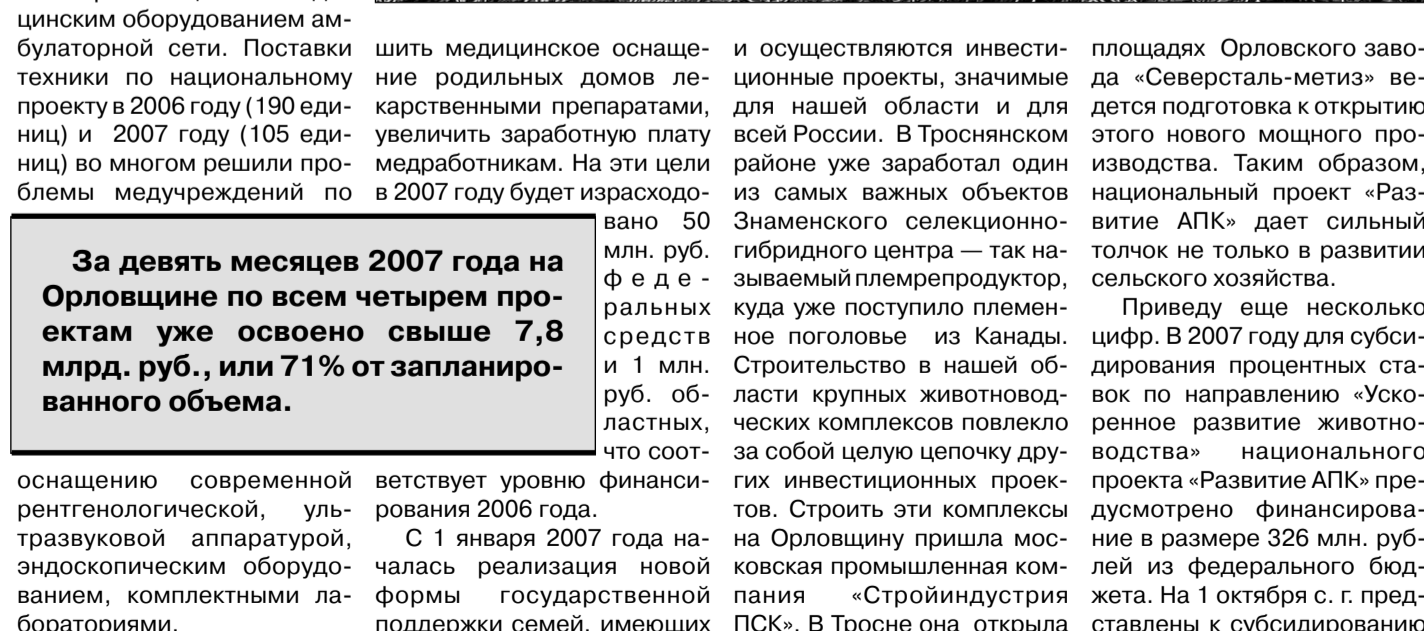 цинским оборудованием ам-
булаторной сети. Поставки
техники по национальному
проекту в 2006 году (190 еди-
ниц) и 2007 году (105 еди-
ниц) во многом решили про-
блемы медучреждений по
оснащению современной
рентгенологической, уль-
тразвуковой аппаратурой,
эндоскопическим оборудо-
ванием, комплектными ла-
бораториями.
шить медицинское оснаще-
ние родильных домов ле-
карственными препаратами,
увеличить заработную плату
медработникам. На эти цели
в 2007 году будет израсходо-
вано 50
млн. руб.
феде-
ральных
средств
и 1 млн.
руб. об-
ластных,
что соот-
ветствует уровню финанси-
рования 2006 года.
С 1 января 2007 года на-
чалась реализация новой
формы государственной
поддержки семей, имеющих
За девять месяцев 2007 года на
Орловщине по всем четырем про-
ектам уже освоено свыше 7,8
млрд. руб., или 71% от запланиро-
ванного объема.
и осуществляются инвести-
ционные проекты, значимые
для нашей области и для
всей России. В Троснянском
районе уже заработал один
из самых важных объектов
Знаменского селекционно-
гибридного центра — так на-
зываемый племрепродуктор,
куда уже поступило племен-
ное поголовье из Канады.
Строительство в нашей об-
ласти крупных животновод-
ческих комплексов повлекло
за собой целую цепочку дру-
гих инвестиционных проек-
тов. Строить эти комплексы
на Орловщину пришла мос-
ковская промышленная ком-
пания «Стройиндустрия
ПСК». В Тросне она открыла
площадях Орловского заво-
да «Северсталь-метиз» ве-
дется подготовка к открытию
этого нового мощного про-
изводства. Таким образом,
национальный проект «Раз-
витие АПК» дает сильный
толчок не только в развитии
сельского хозяйства.
Приведу еще несколько
цифр. В 2007 году для субси-
дирования процентных ста-
вок по направлению «Уско-
ренное развитие животно-
водства» национального
проекта «Развитие АПК» пре-
дусмотрено финансирова-
ние в размере 326 млн. руб-
лей из федерального бюд-
жета. На 1 октября с. г. пред-
ставлены к субсидированию